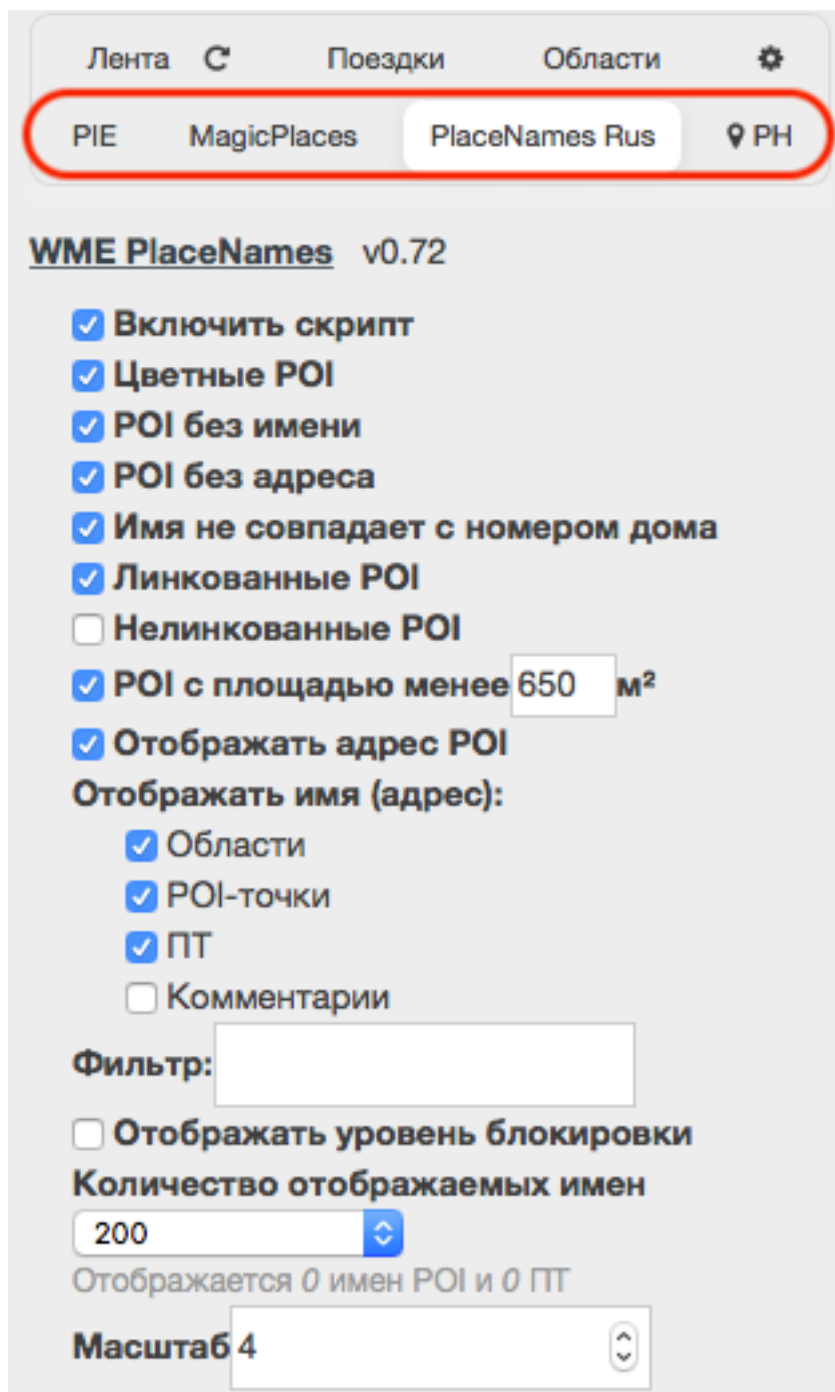 Лента Поездки Области
PIE MagicPlaces PlaceNames Rus PH
WME PlaceNames v0.72
Включить скрипт
Цветные POI
POI без имени
POI без адреса
Имя не совпадает с номером дома
Линкованные POI
Нелинкованные POI
POI с площадью менее 650 м²
Отображать адрес POI
Отображать имя (адрес):
Области
POI-точки
ПТ
Комментарии
Фильтр:
Отображать уровень блокировки
Количество отображаемых имен
200
Отображается 0 имен POI и 0 ПТ
Масштаб 4